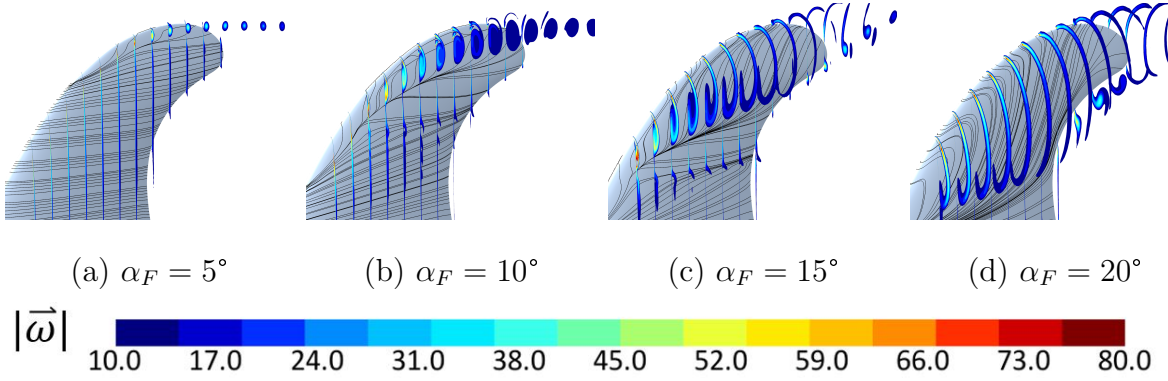 (a) α_F = 5°
(b) α_F = 10°
(c) α_F = 15°
(d) α_F = 20°
|ω⃗|
10.0 17.0 24.0 31.0 38.0 45.0 52.0 59.0 66.0 73.0 80.0